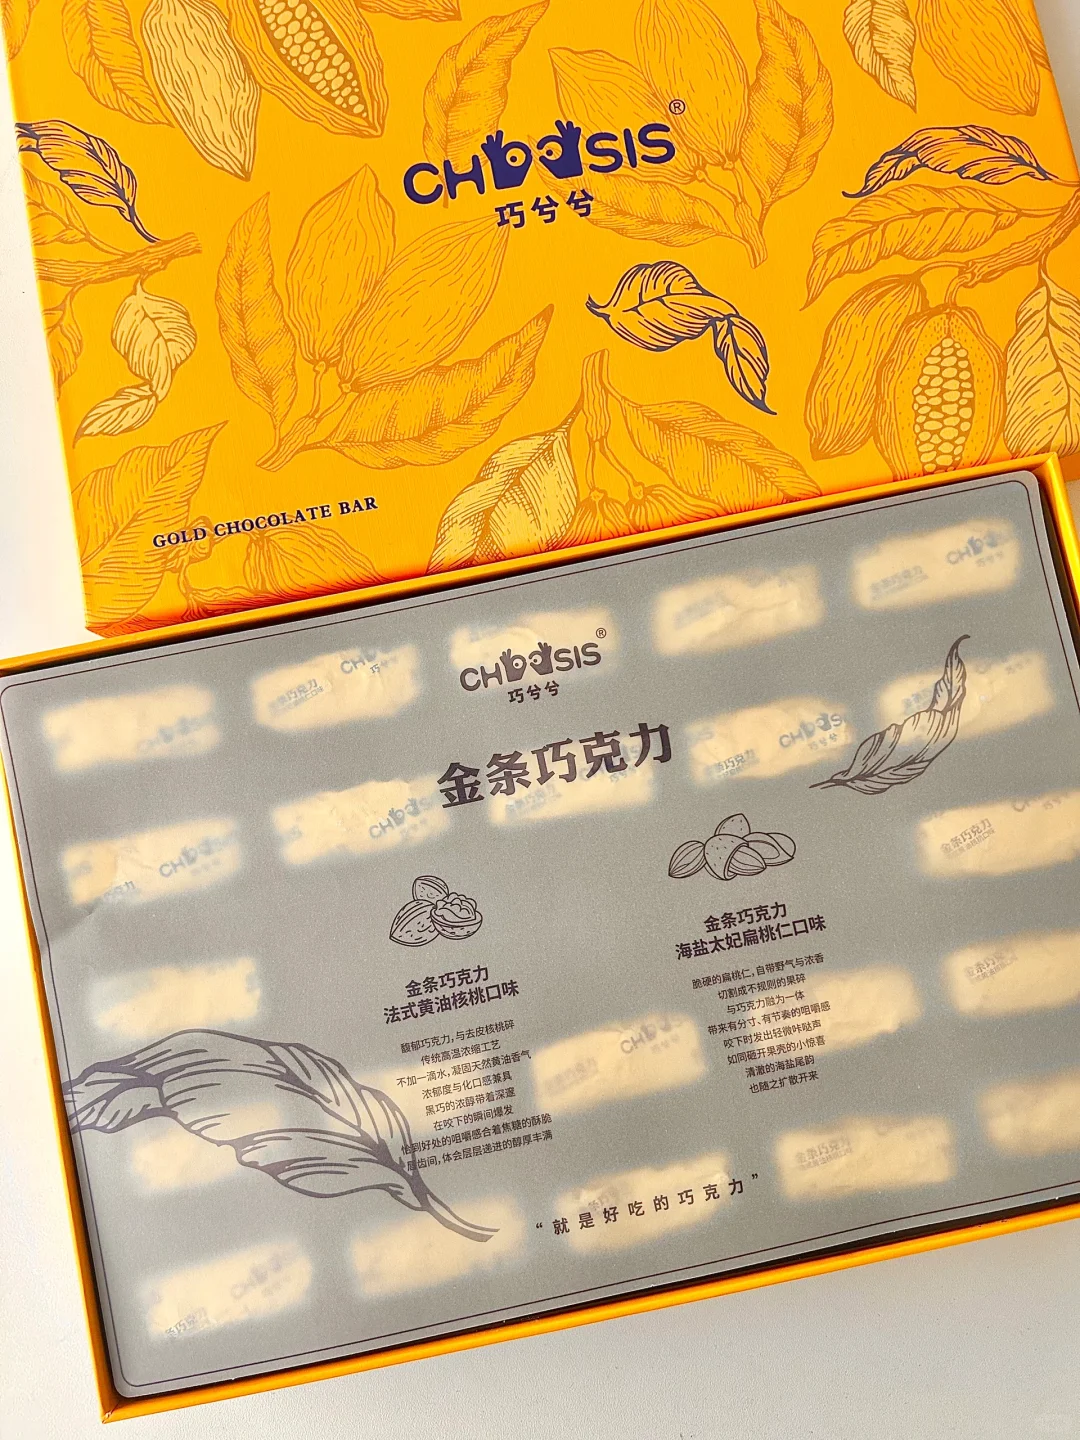 CHOOSIS®
巧兮兮
GOLD CHOCOLATE BAR
CHOOSIS®
巧兮兮
金条巧克力
金条巧克力
法式黄油核桃口味
馥郁巧克力,与去皮核桃碎
传统高温浓缩工艺
不加一滴水,凝固天然黄油香气
浓郁度与化口感兼具
黑巧的浓醇带着深邃
在咬下的瞬间爆发
恰到好处的咀嚼感合着焦糖的酥脆
唇齿间,体会层层递进的醇厚丰满
金条巧克力
海盐太妃扁桃仁口味
脆硬的扁桃仁,自带野气与浓香
切割成不规则的果碎
与巧克力融为一体
带来有分寸、有节奏的咀嚼感
咬下时发出轻微咔哒声
如同砸开果壳的小惊喜
清澈的海盐尾韵
也随之扩散开来
“就是好吃的巧克力”